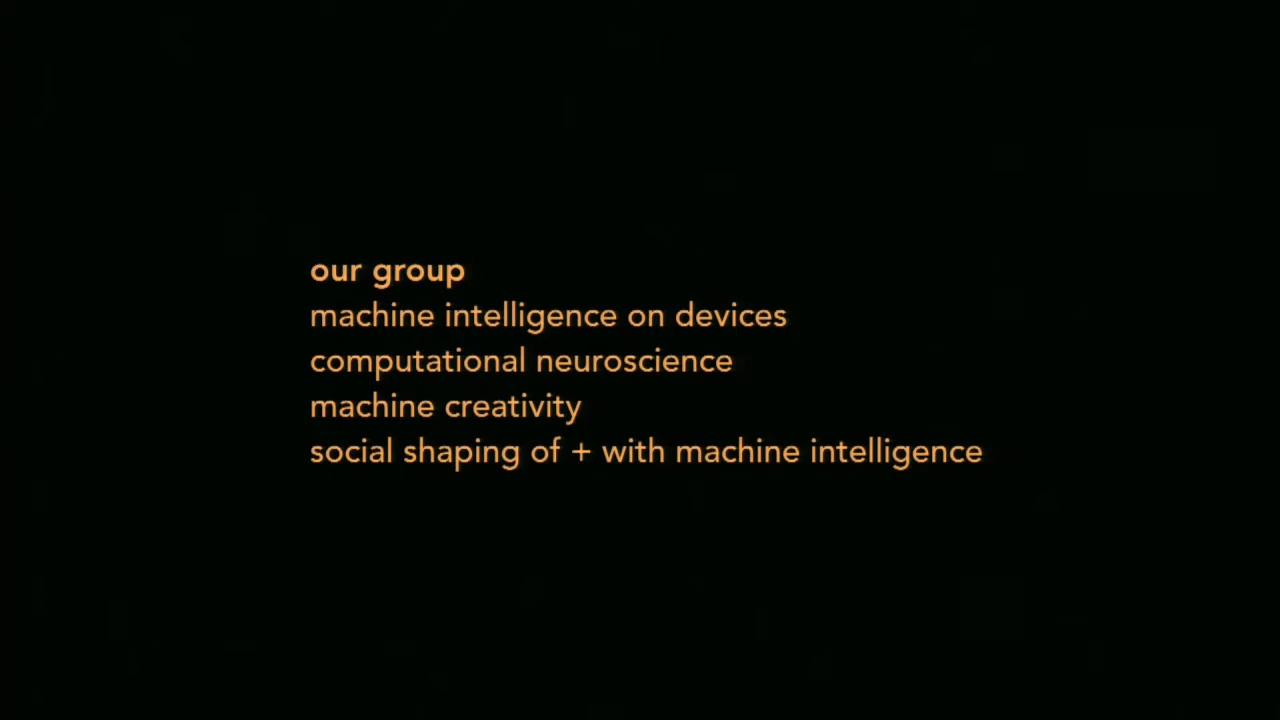 our group
machine intelligence on devices
computational neuroscience
machine creativity
social shaping of + with machine intelligence